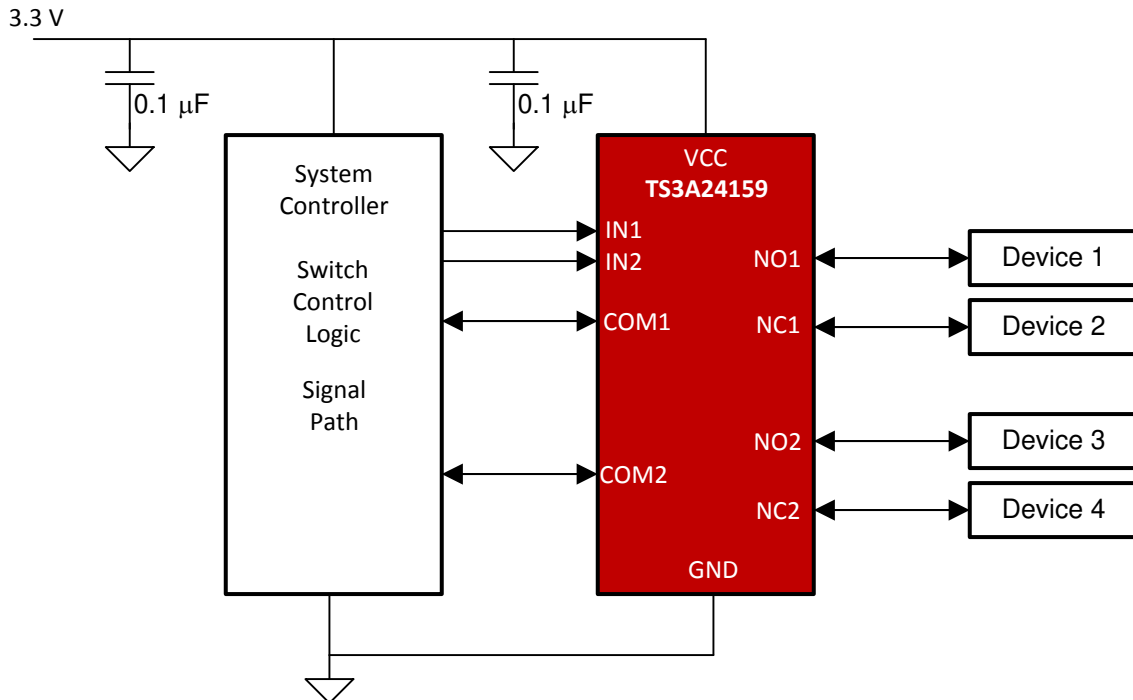 3.3 V
0.1 μF
0.1 μF
System
Controller
Switch
Control
Logic
Signal
Path
VCC
TS3A24159
IN1
IN2
COM1
COM2
NO1
NC1
NO2
NC2
GND
Device 1
Device 2
Device 3
Device 4